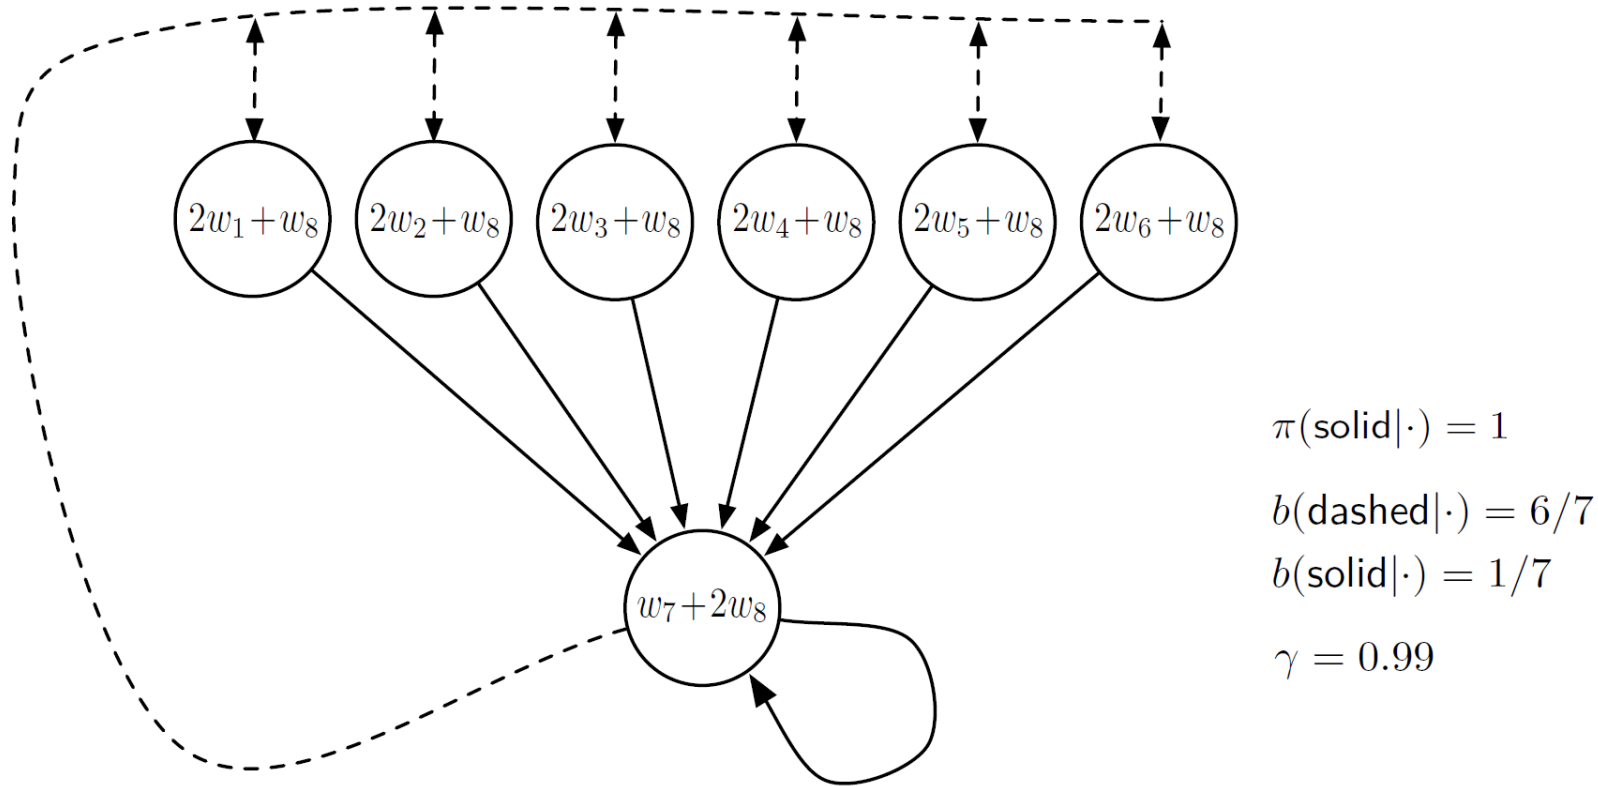 2w₁+w₈ 2w₂+w₈ 2w₃+w₈ 2w₄+w₈ 2w₅+w₈ 2w₆+w₈
π(solid|·) = 1
b(dashed|·) = 6/7
b(solid|·) = 1/7
w₇+2w₈
γ = 0.99